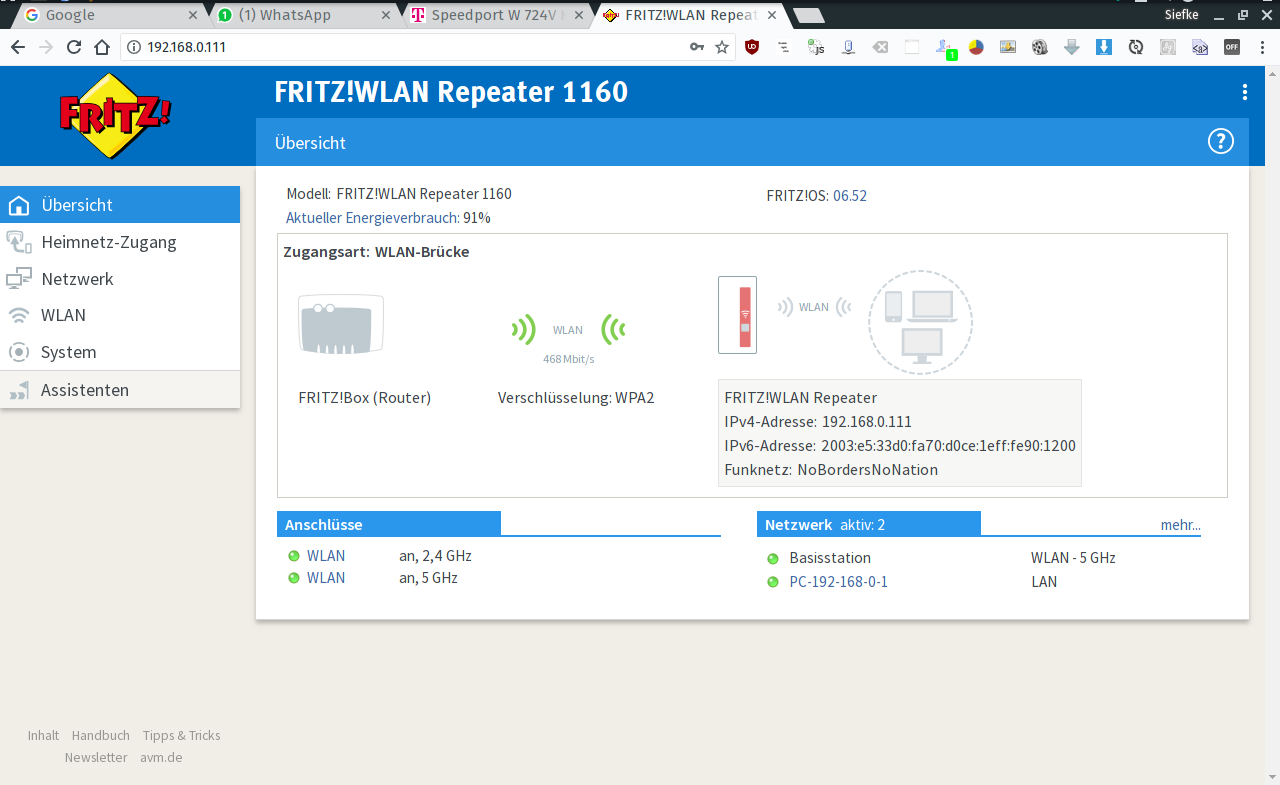 Google
(1) WhatsApp
Speedport W 724V
FRITZ!WLAN Repeat
Siefke
192.168.0.111
FRITZ!
FRITZ!WLAN Repeater 1160
Übersicht
?
Übersicht
Heimnetz-Zugang
Netzwerk
WLAN
System
Assistenten
Modell: FRITZ!WLAN Repeater 1160
FRITZ!OS: 06.52
Aktueller Energieverbrauch: 91%
Zugangsart: WLAN-Brücke
WLAN
468 Mbit/s
WLAN
FRITZ!Box (Router)
Verschlüsselung: WPA2
FRITZ!WLAN Repeater
IPv4-Adresse: 192.168.0.111
IPv6-Adresse: 2003:e5:33d0:fa70:d0ce:1eff:fe90:1200
Funknetz: NoBordersNoNation
Anschlüsse
WLAN an, 2,4 GHz
WLAN an, 5 GHz
Netzwerk aktiv: 2 mehr...
Basisstation WLAN - 5 GHz
PC-192-168-0-1 LAN
Inhalt Handbuch Tipps & Tricks
Newsletter avm.de